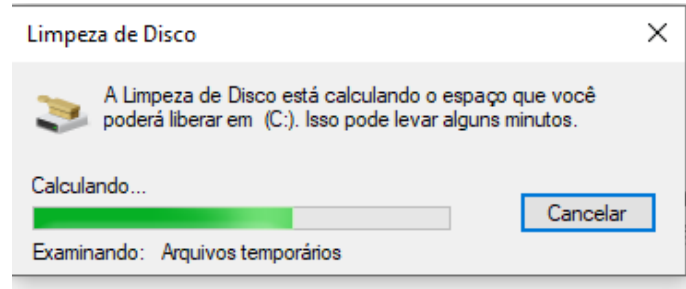 Limpeza de Disco
A Limpeza de Disco está calculando o espaço que você
poderá liberar em  (C:). Isso pode levar alguns minutos.
Calculando...
Cancelar
Examinando:   Arquivos temporários